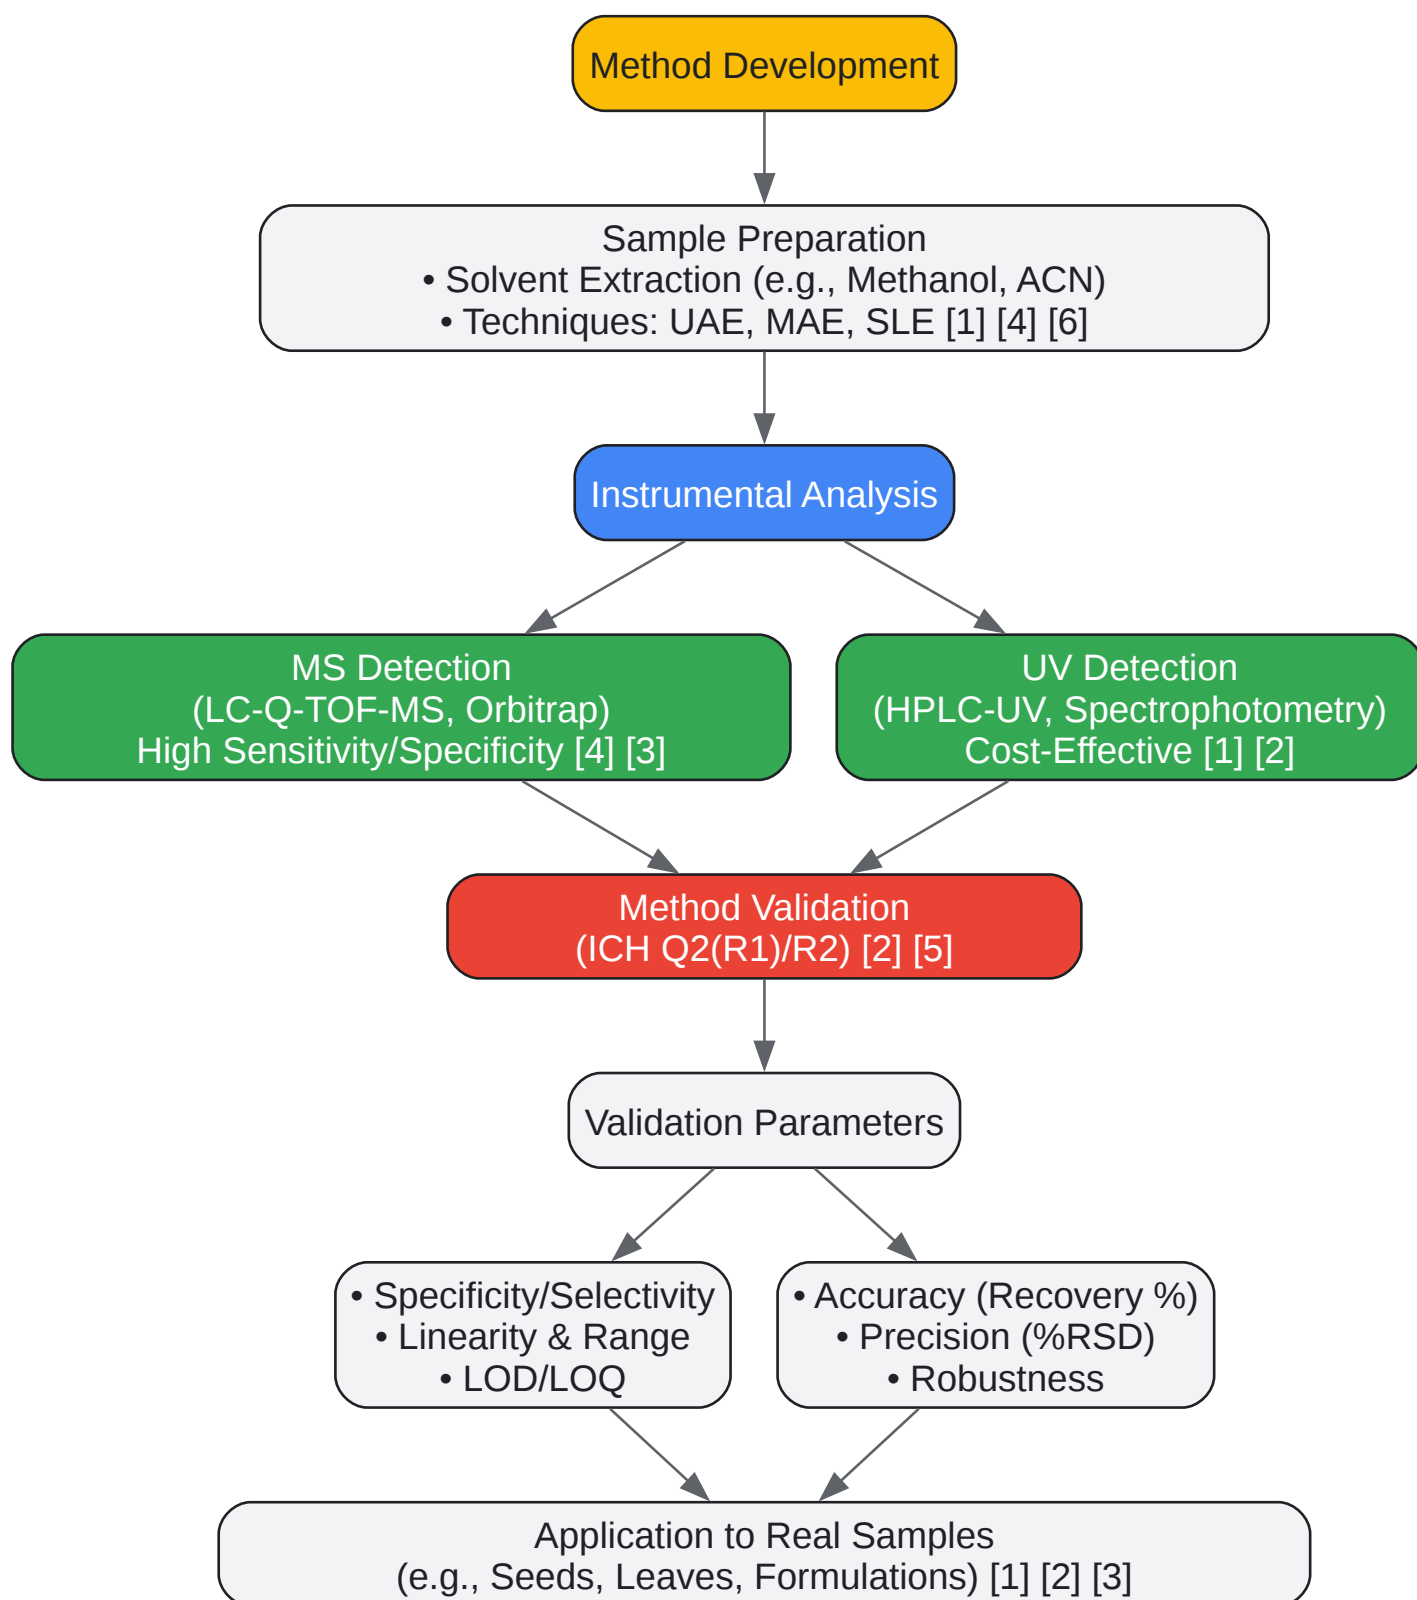 Method Development
Sample Preparation
• Solvent Extraction (e.g., Methanol, ACN)
• Techniques: UAE, MAE, SLE [1] [4] [6]
Instrumental Analysis
MS Detection
(LC-Q-TOF-MS, Orbitrap)
High Sensitivity/Specificity [4] [3]
UV Detection
(HPLC-UV, Spectrophotometry)
Cost-Effective [1] [2]
Method Validation
(ICH Q2(R1)/R2) [2] [5]
Validation Parameters
• Specificity/Selectivity
• Linearity & Range
• LOD/LOQ
• Accuracy (Recovery %)
• Precision (%RSD)
• Robustness
Application to Real Samples
(e.g., Seeds, Leaves, Formulations) [1] [2] [3]